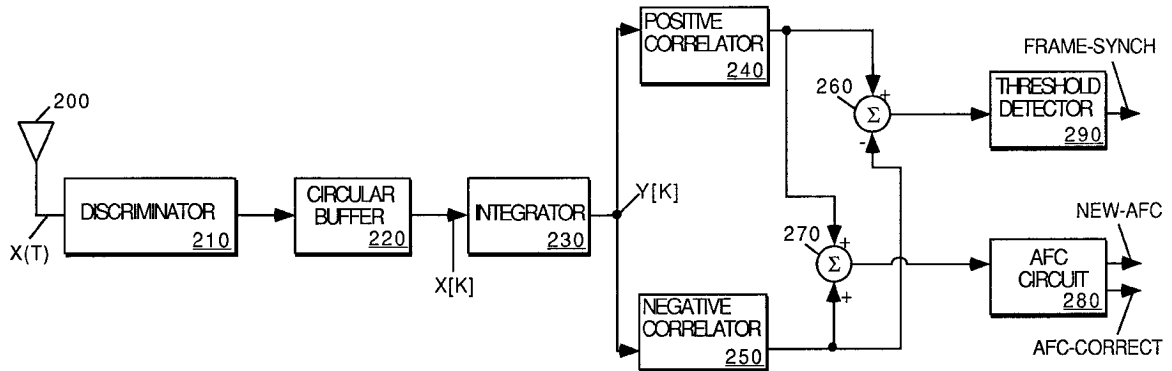 200
X(T)
DISCRIMINATOR
210
CIRCULAR
BUFFER
220
X[K]
INTEGRATOR
230
Y[K]
POSITIVE
CORRELATOR
240
NEGATIVE
CORRELATOR
250
260
Σ
+
-
270
Σ
+
+
THRESHOLD
DETECTOR
290
FRAME-SYNCH
AFC
CIRCUIT
280
NEW-AFC
AFC-CORRECT